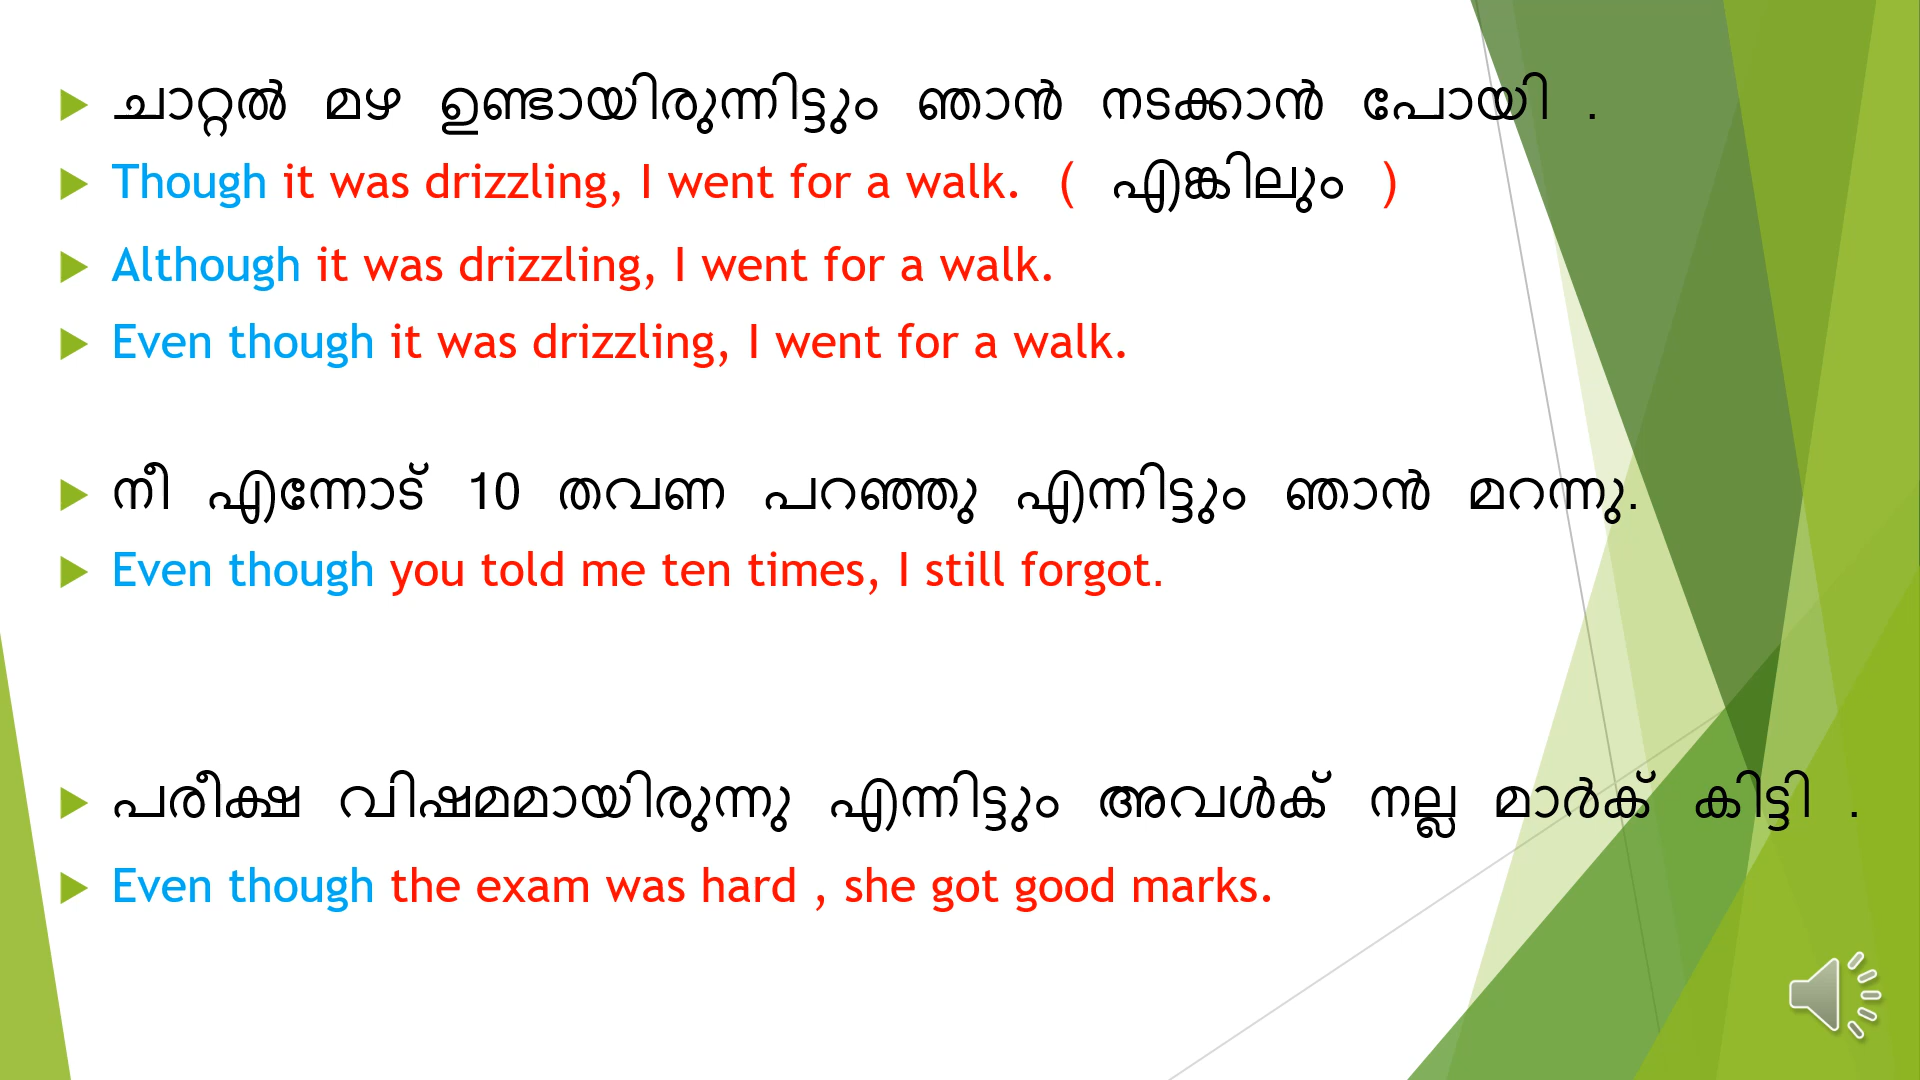 ചാറ്റൽ മഴ ഉണ്ടായിരുന്നിട്ടും ഞാൻ നടക്കാൻ പോയി .
Though it was drizzling, I went for a walk. ( എങ്കിലും )
Although it was drizzling, I went for a walk.
Even though it was drizzling, I went for a walk.
നീ എന്നോട് 10 തവണ പറഞ്ഞു എന്നിട്ടും ഞാൻ മറന്നു.
Even though you told me ten times, I still forgot.
പരീക്ഷ വിഷമമായിരുന്നു എന്നിട്ടും അവൾക് നല്ല മാർക് കിട്ടി .
Even though the exam was hard , she got good marks.